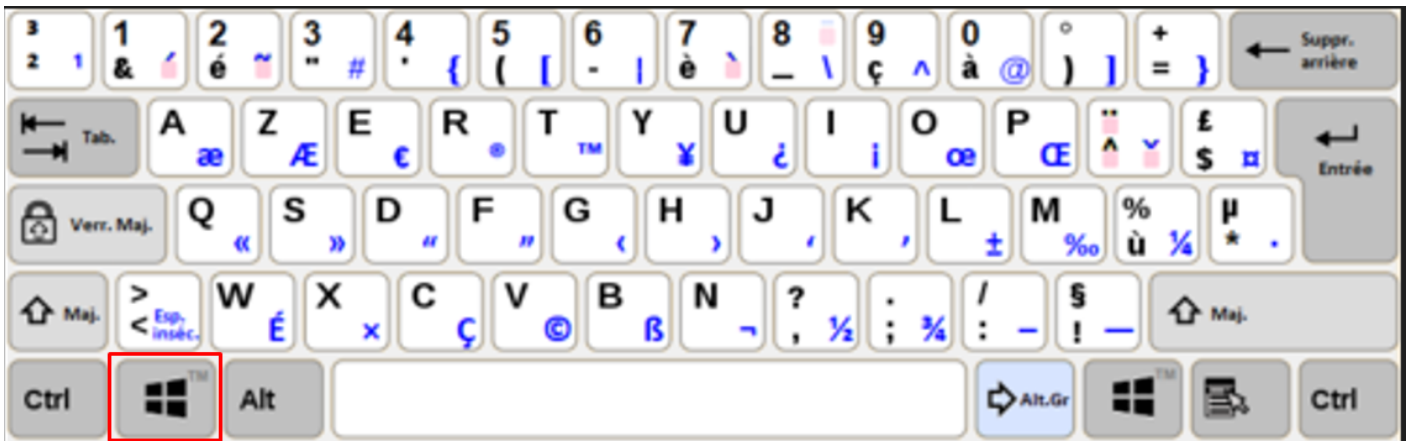 ³ 1 2 3 4 5 6 7 8 ¯ 9 0 ° + Suppr.
² ¹ & ´ é ~ " # ' { ( [ - | è ` _ \ ç ^ à @ ) ] = } arrière
Tab. A Z E R T Y U I O P ¨ £
æ Æ € ® ™ ¥ ¿ ¡ œ Œ ^ ˇ $ ¤ Entrée
Verr. Maj. Q S D F G H J K L M % µ
« » “ ” ‹ › ‘ ’ ± ‰ ù ¼ * ·
Maj. > W X C V B N ? . / § Maj.
< Esp. insèc. É × Ç © ß ¬ , ½ ; ¾ : – ! —
Ctrl TM Alt Alt.Gr TM Ctrl